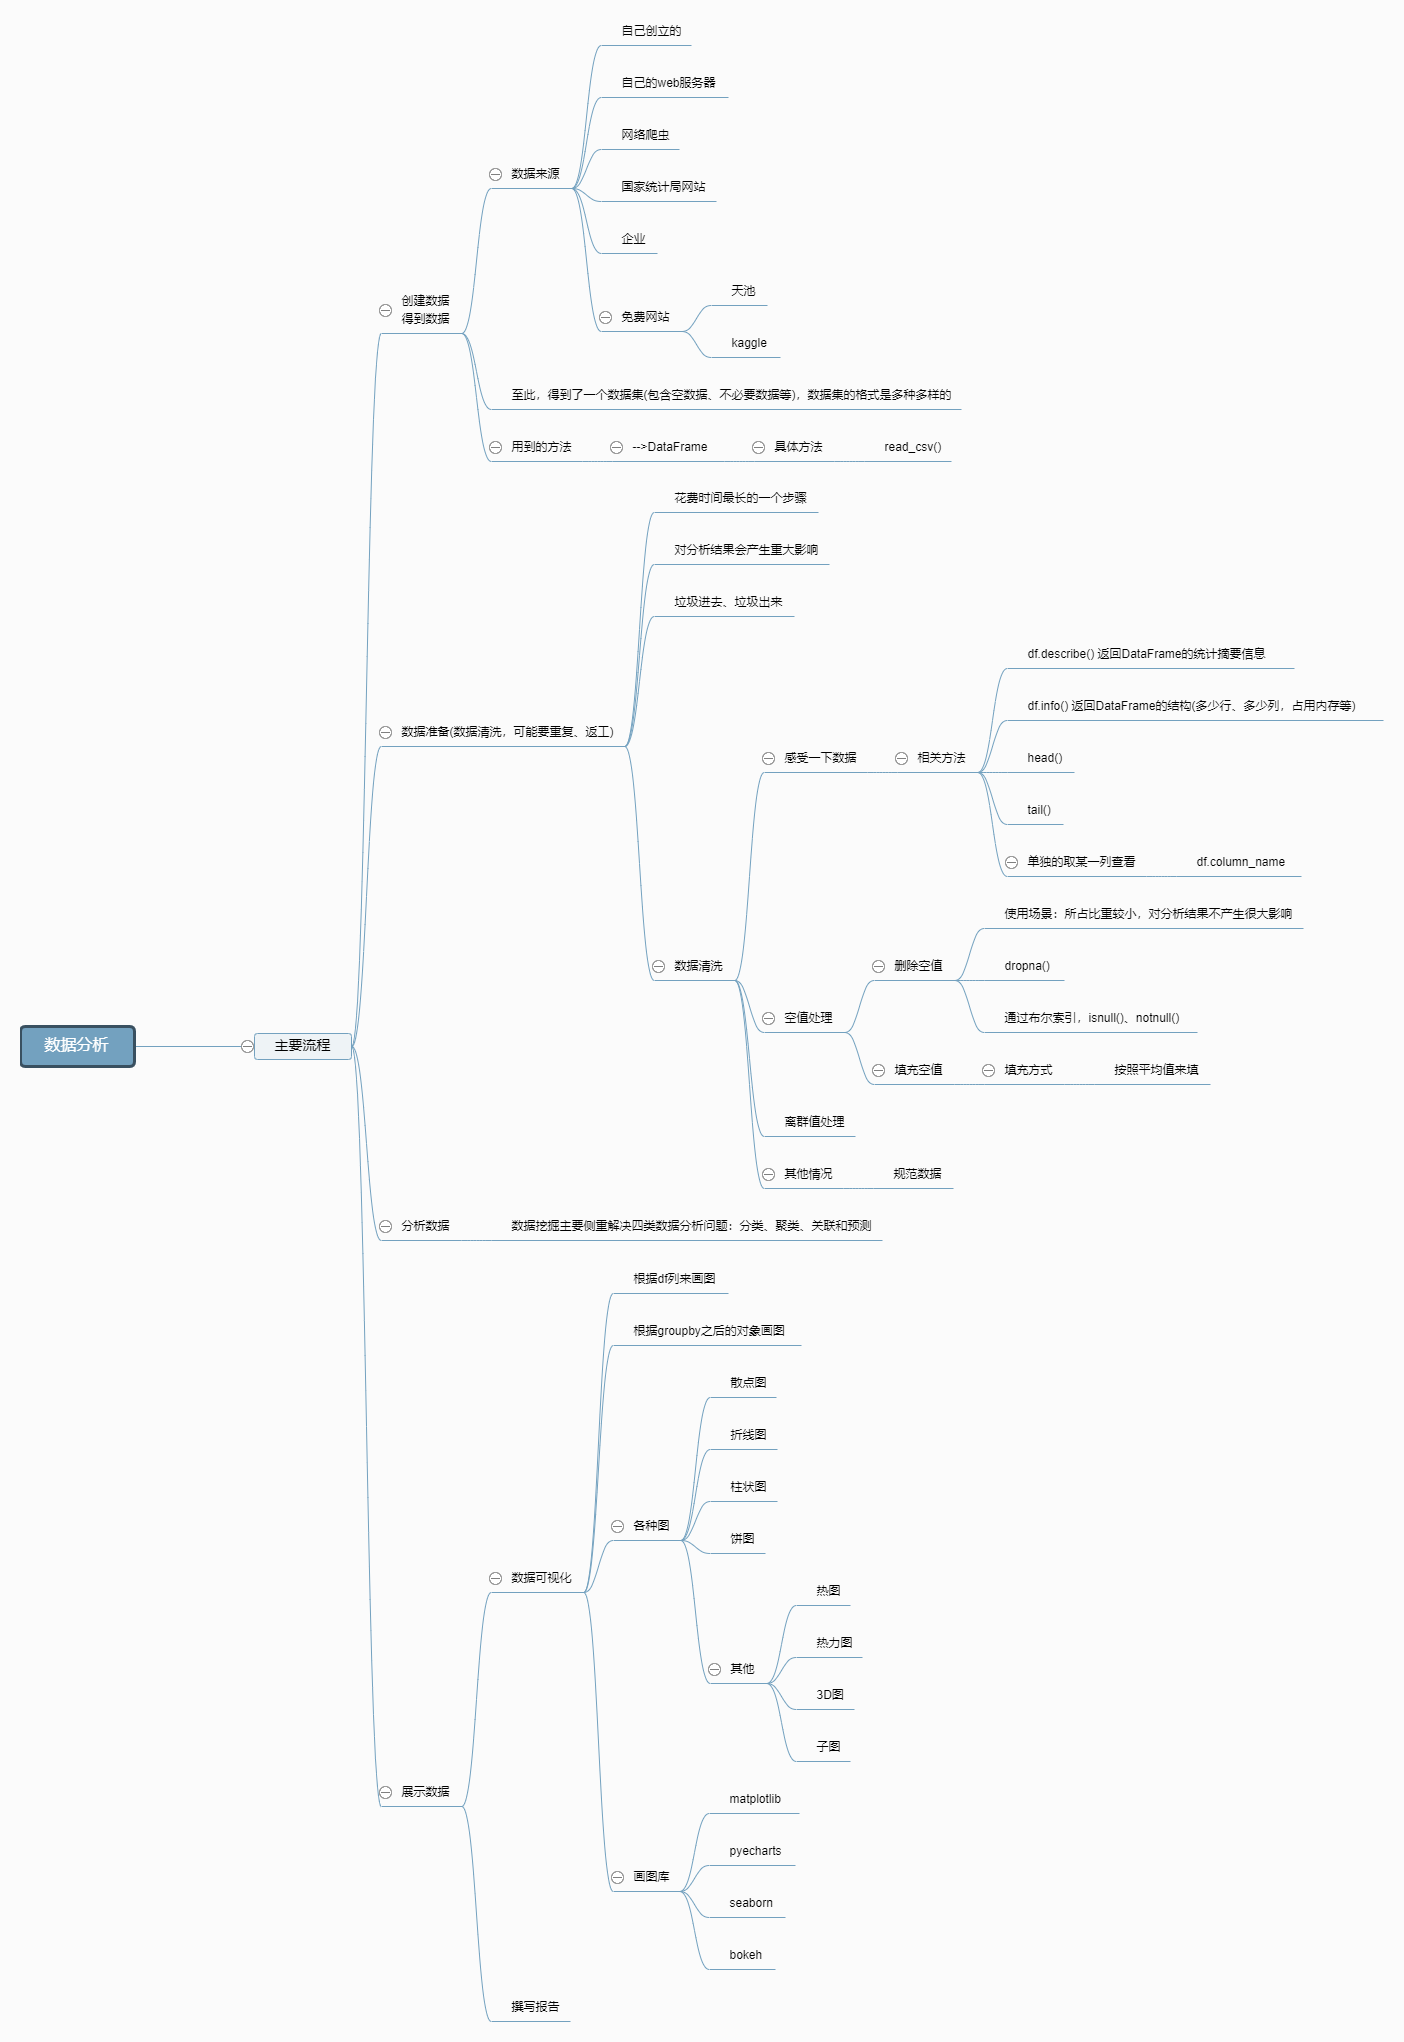 数据分析
主要流程
创建数据
得到数据
数据来源
自己创立的
自己的web服务器
网络爬虫
国家统计局网站
企业
免费网站
天池
kaggle
至此，得到了一个数据集(包含空数据、不必要数据等)，数据集的格式是多种多样的
用到的方法
-->DataFrame
具体方法
read_csv()
数据准备(数据清洗，可能要重复、返工)
花费时间最长的一个步骤
对分析结果会产生重大影响
垃圾进去、垃圾出来
数据清洗
感受一下数据
相关方法
df.describe() 返回DataFrame的统计摘要信息
df.info() 返回DataFrame的结构(多少行、多少列，占用内存等)
head()
tail()
单独的取某一列查看
df.column_name
空值处理
删除空值
使用场景：所占比重较小，对分析结果不产生很大影响
dropna()
通过布尔索引，isnull()、notnull()
填充空值
填充方式
按照平均值来填
离群值处理
其他情况
规范数据
分析数据
数据挖掘主要侧重解决四类数据分析问题：分类、聚类、关联和预测
展示数据
数据可视化
根据df列来画图
根据groupby之后的对象画图
各种图
散点图
折线图
柱状图
饼图
其他
热图
热力图
3D图
子图
画图库
matplotlib
pyecharts
seaborn
bokeh
撰写报告